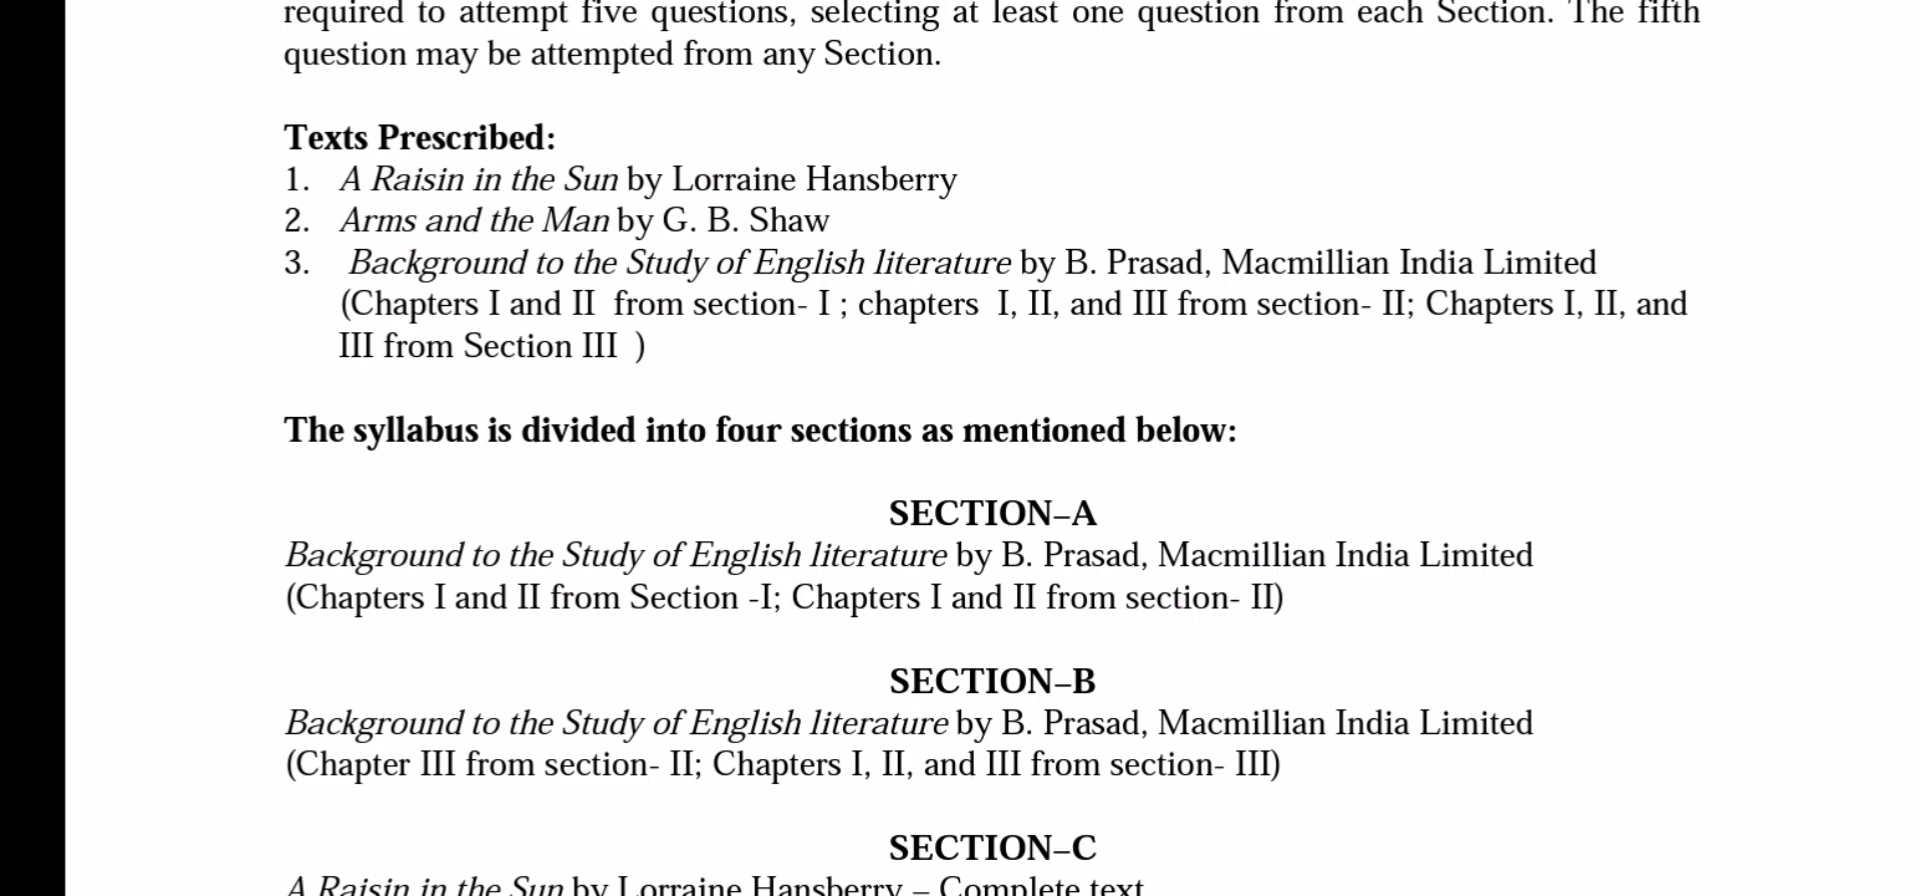 required to attempt five questions, selecting at least one question from each Section. The fifth
question may be attempted from any Section.
Texts Prescribed:
1. A Raisin in the Sun by Lorraine Hansberry
2. Arms and the Man by G. B. Shaw
3. Background to the Study of English literature by B. Prasad, Macmillian India Limited
(Chapters I and II from section- I ; chapters I, II, and III from section- II; Chapters I, II, and
III from Section III )
The syllabus is divided into four sections as mentioned below:
SECTION–A
Background to the Study of English literature by B. Prasad, Macmillian India Limited
(Chapters I and II from Section -I; Chapters I and II from section- II)
SECTION–B
Background to the Study of English literature by B. Prasad, Macmillian India Limited
(Chapter III from section- II; Chapters I, II, and III from section- III)
SECTION–C
A Raisin in the Sun by Lorraine Hansberry – Complete text